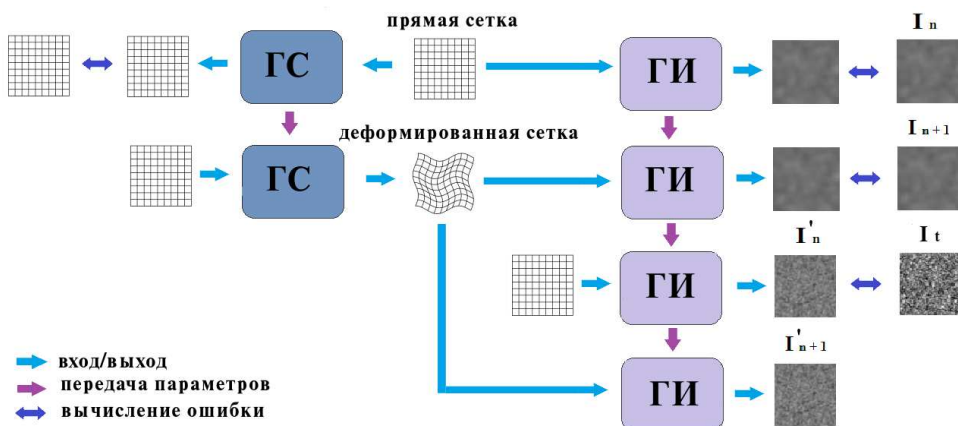 прямая сетка
I n
ГС
ГИ
деформированная сетка
I n+1
ГС
ГИ
I' n
I t
ГИ
I' n+1
ГИ
вход/выход
передача параметров
вычисление ошибки